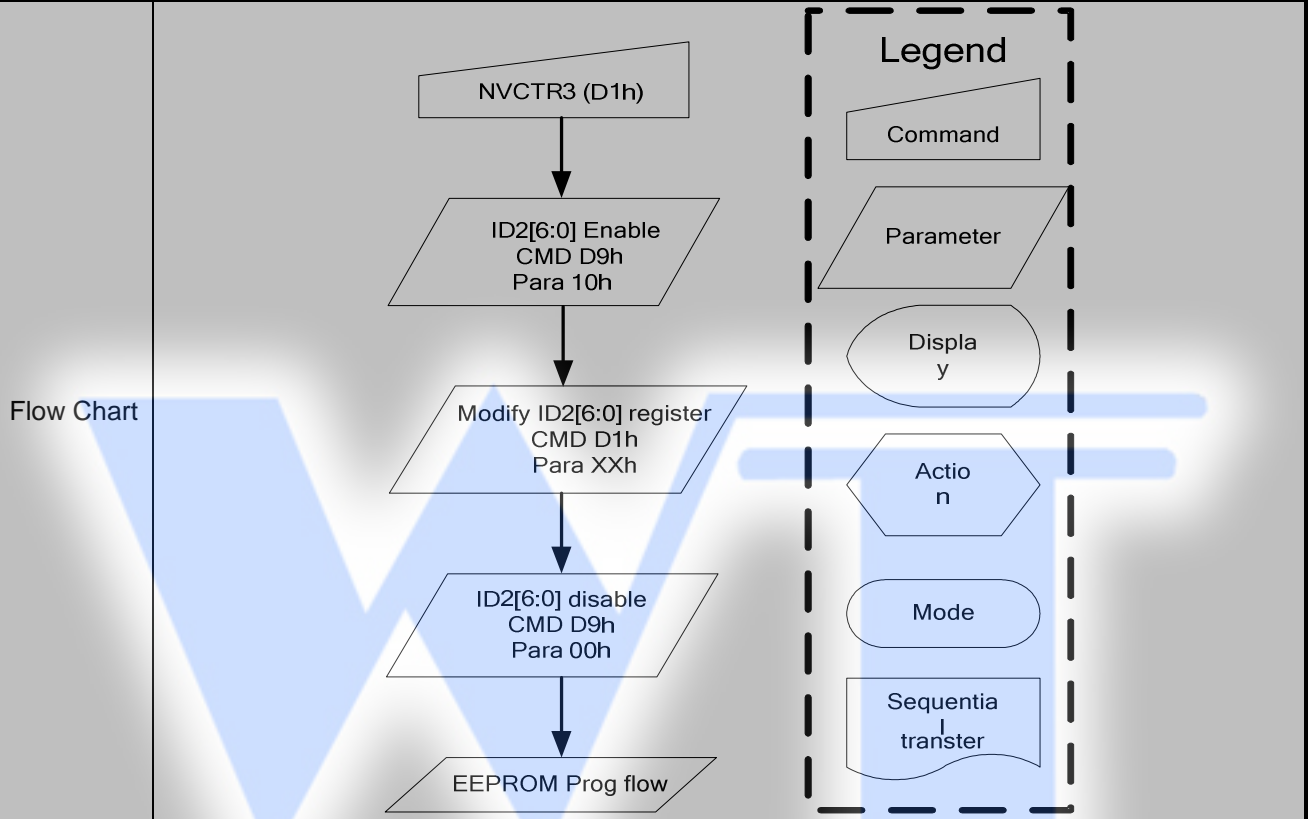 Flow Chart
NVCTR3 (D1h)
ID2[6:0] Enable
CMD D9h
Para 10h
Modify ID2[6:0] register
CMD D1h
Para XXh
ID2[6:0] disable
CMD D9h
Para 00h
EEPROM Prog flow
Legend
Command
Parameter
Displa
y
Actio
n
Mode
Sequentia
l
transter